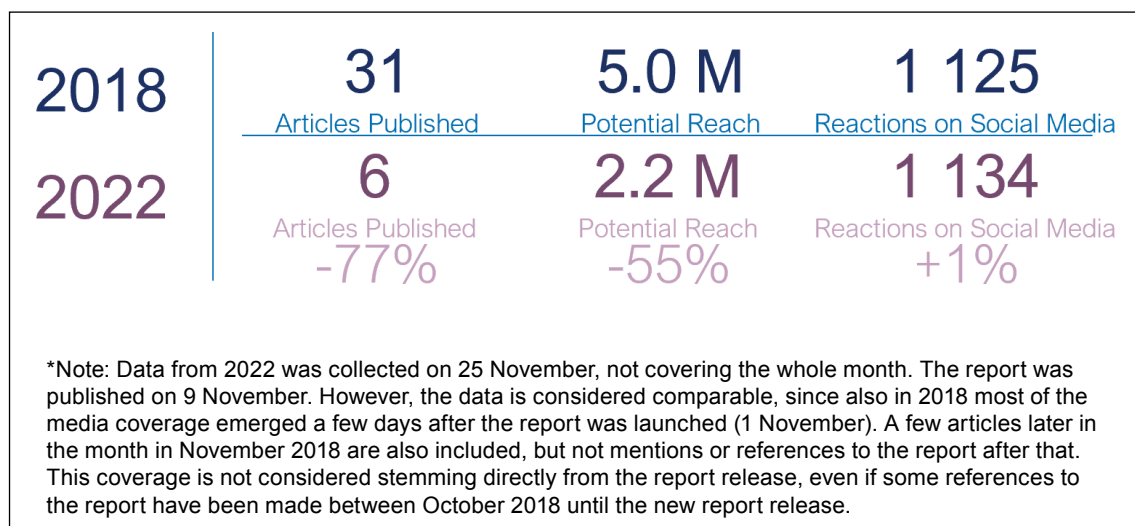 2018
31
5.0 M
1 125
Articles Published
Potential Reach
Reactions on Social Media
2022
6
2.2 M
1 134
Articles Published
Potential Reach
Reactions on Social Media
-77%
-55%
+1%
*Note: Data from 2022 was collected on 25 November, not covering the whole month. The report was
published on 9 November. However, the data is considered comparable, since also in 2018 most of the
media coverage emerged a few days after the report was launched (1 November). A few articles later in
the month in November 2018 are also included, but not mentions or references to the report after that.
This coverage is not considered stemming directly from the report release, even if some references to
the report have been made between October 2018 until the new report release.